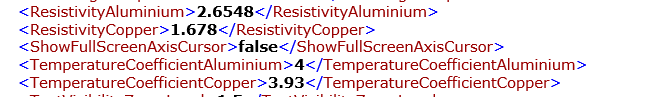 <ResistivityAluminium>2.6548</ResistivityAluminium>
<ResistivityCopper>1.678</ResistivityCopper>
<ShowFullScreenAxisCursor>false</ShowFullScreenAxisCursor>
<TemperatureCoefficientAluminium>4</TemperatureCoefficientAluminium>
<TemperatureCoefficientCopper>3.93</TemperatureCoefficientCopper>